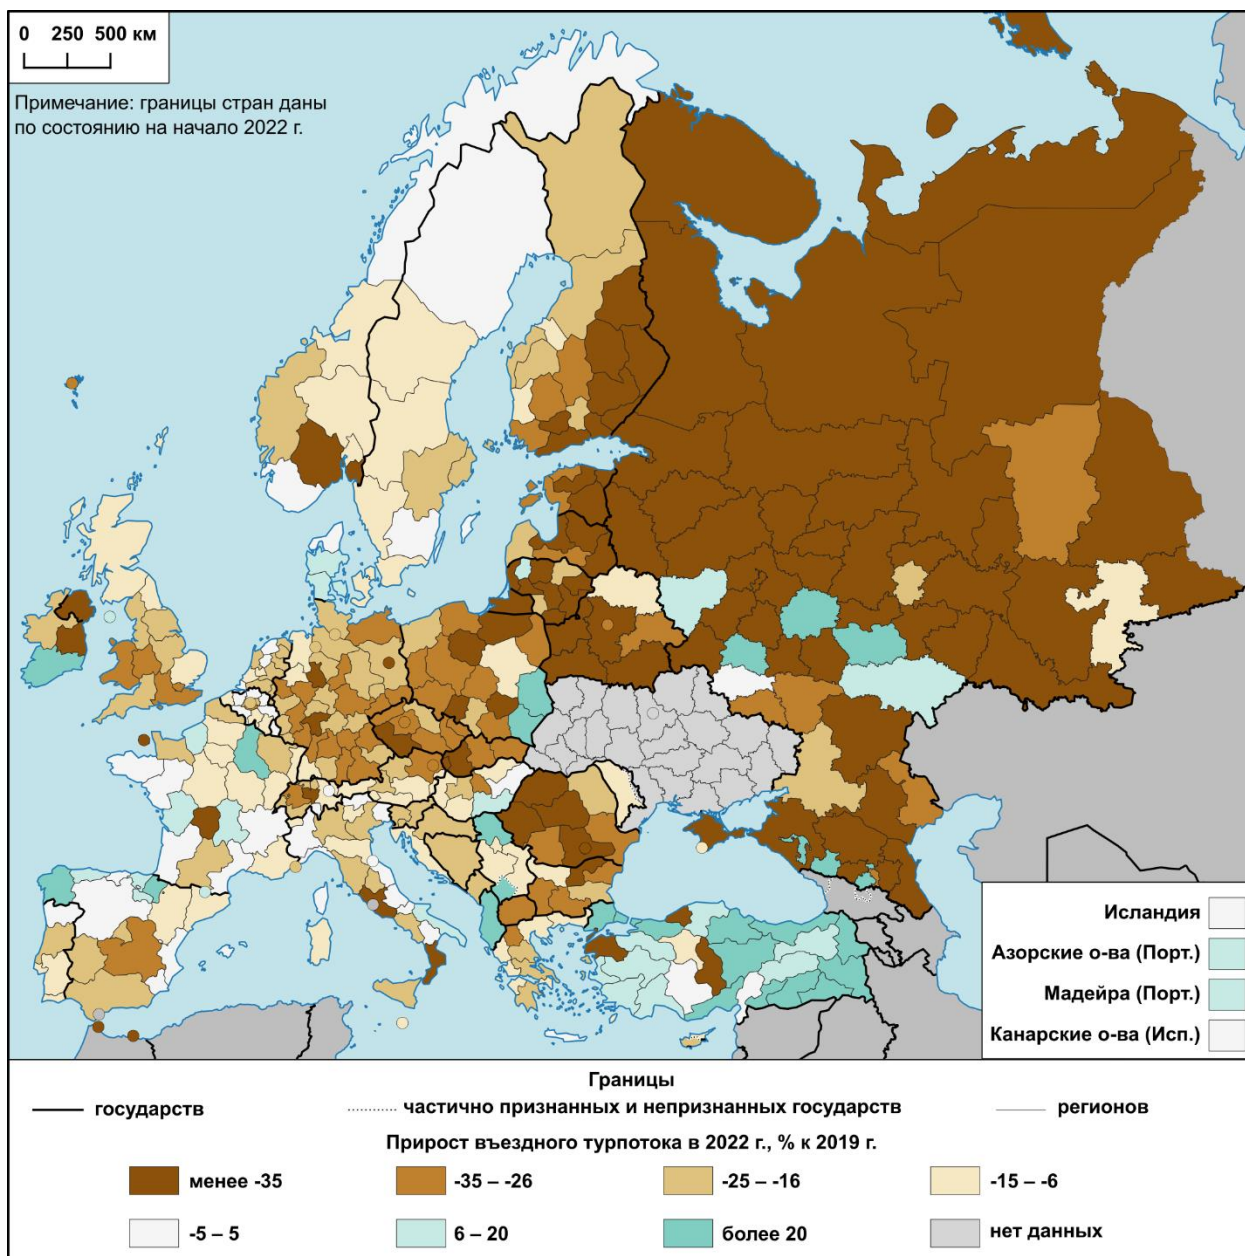 0 250 500 км
Примечание: границы стран даны
по состоянию на начало 2022 г.
Исландия
Азорские о-ва (Порт.)
Мадейра (Порт.)
Канарские о-ва (Исп.)
Границы
государств
частично признанных и непризнанных государств
регионов
Прирост въездного турпотока в 2022 г., % к 2019 г.
менее -35
-35 – -26
-25 – -16
-15 – -6
-5 – 5
6 – 20
более 20
нет данных